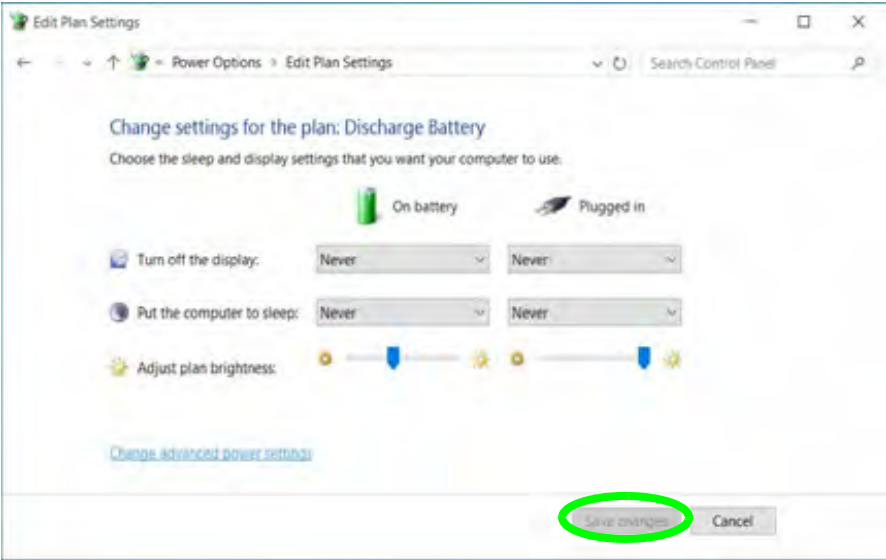 Edit Plan Settings
« Power Options > Edit Plan Settings
Search Control Panel
Change settings for the plan: Discharge Battery
Choose the sleep and display settings that you want your computer to use.
On battery Plugged in
Turn off the display: Never Never
Put the computer to sleep: Never Never
Adjust plan brightness:
Change advanced power settings
Save changes Cancel